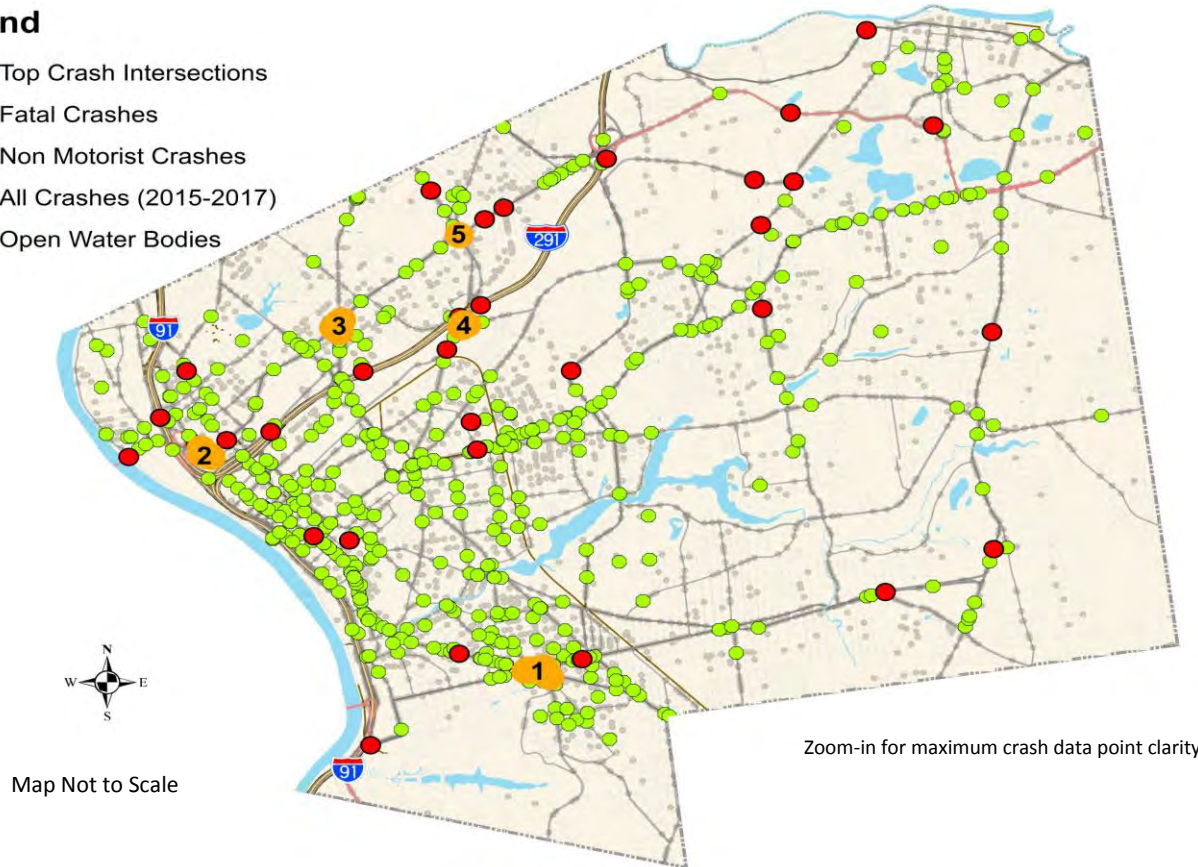 nd
Top Crash Intersections
Fatal Crashes
Non Motorist Crashes
All Crashes (2015-2017)
Open Water Bodies
291
5
91
3
4
2
1
N
W E
S
91
Zoom-in for maximum crash data point clarity
Map Not to Scale